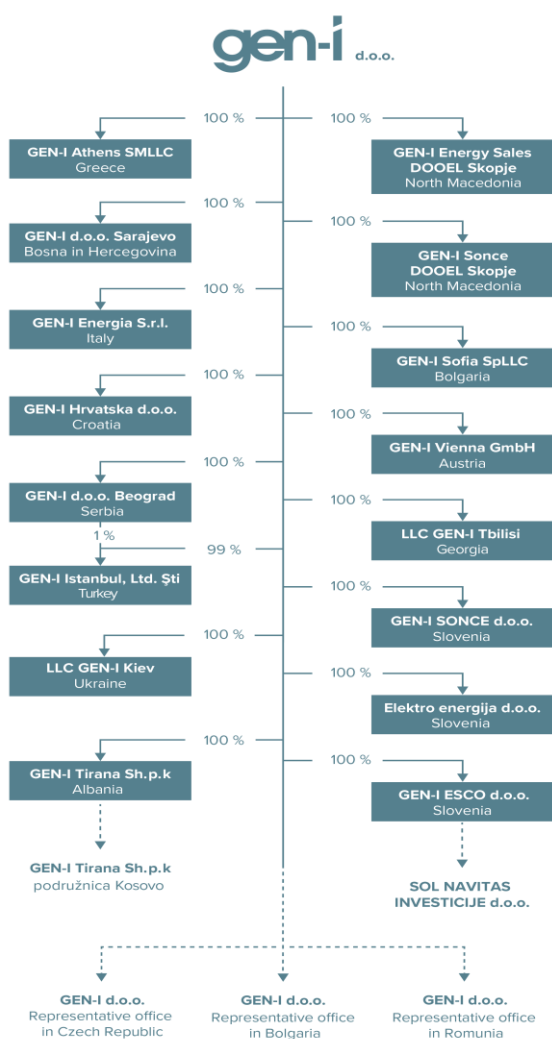 gen-i d.o.o.
100 %
GEN-I Athens SMLLC
Greece
100 %
GEN-I d.o.o. Sarajevo
Bosna in Hercegovina
100 %
GEN-I Energia S.r.l.
Italy
100 %
GEN-I Hrvatska d.o.o.
Croatia
100 %
GEN-I d.o.o. Beograd
Serbia
1 %
99 %
GEN-I Istanbul, Ltd. Şti
Turkey
100 %
LLC GEN-I Kiev
Ukraine
100 %
GEN-I Tirana Sh.p.k
Albania
GEN-I Tirana Sh.p.k
podružnica Kosovo
100 %
GEN-I Energy Sales
DOOEL Skopje
North Macedonia
100 %
GEN-I Sonce
DOOEL Skopje
North Macedonia
100 %
GEN-I Sofia SpLLC
Bolgaria
100 %
GEN-I Vienna GmbH
Austria
100 %
LLC GEN-I Tbilisi
Georgia
100 %
GEN-I SONCE d.o.o.
Slovenia
100 %
Elektro energija d.o.o.
Slovenia
100 %
GEN-I ESCO d.o.o.
Slovenia
SOL NAVITAS
INVESTICIJE d.o.o.
GEN-I d.o.o.
Representative office
in Czech Republic
GEN-I d.o.o.
Representative office
in Bolgaria
GEN-I d.o.o.
Representative office
in Romunia